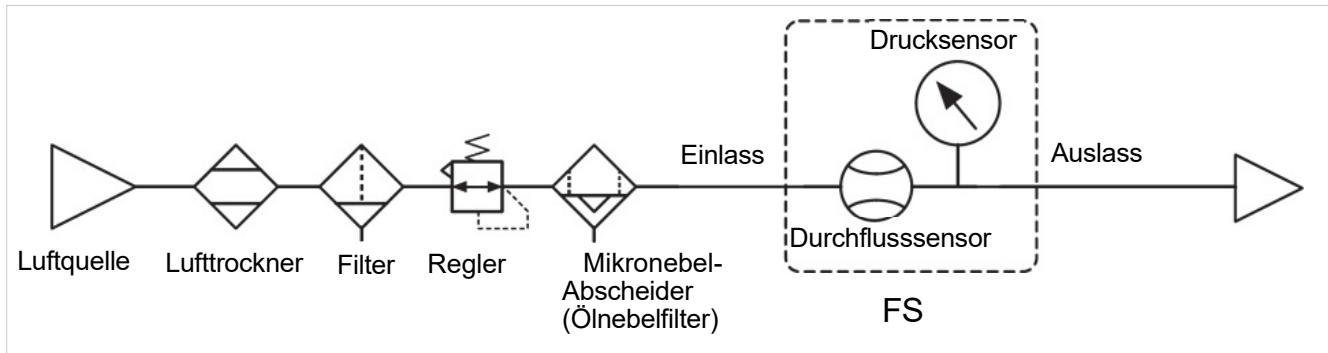 Drucksensor
Einlass
Auslass
Durchflusssensor
Luftquelle
Lufttrockner
Filter
Regler
Mikronebel-
Abscheider
(Ölnebelfilter)
FS